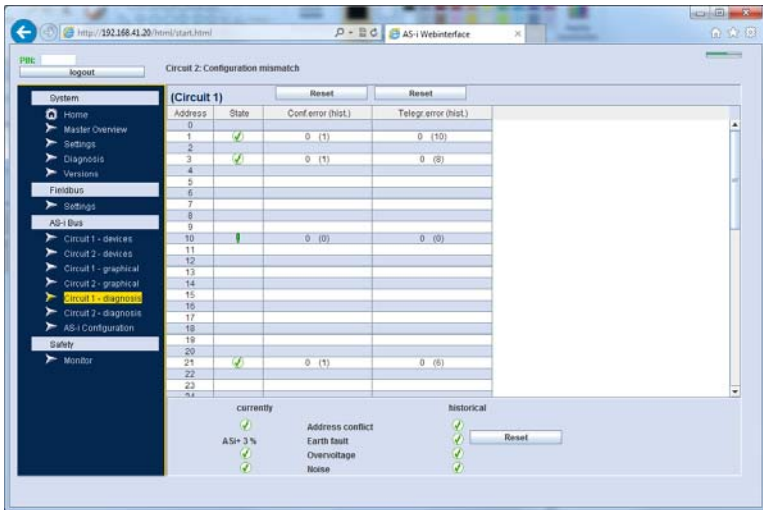 http://192.168.41.20/html/start.html
AS-i Webinterface
PIN:
logout
Circuit 2: Configuration mismatch
System
Home
Master Overview
Settings
Diagnosis
Versions
Fieldbus
Settings
AS-i Bus
Circuit 1 - devices
Circuit 2 - devices
Circuit 1 - graphical
Circuit 2 - graphical
Circuit 1 - diagnosis
Circuit 2 - diagnosis
AS-i Configuration
Safety
Monitor
(Circuit 1) Reset Reset
Address State Conf.error (hist.) Telegr.error (hist.)
0
1 0 (1) 0 (10)
2
3 0 (1) 0 (8)
4
5
6
7
8
9
10 0 (0) 0 (0)
11
12
13
14
15
16
17
18
19
20
21 0 (1) 0 (6)
22
23
24
currently historical
Address conflict
ASi+ 3 % Earth fault Reset
Overvoltage
Noise